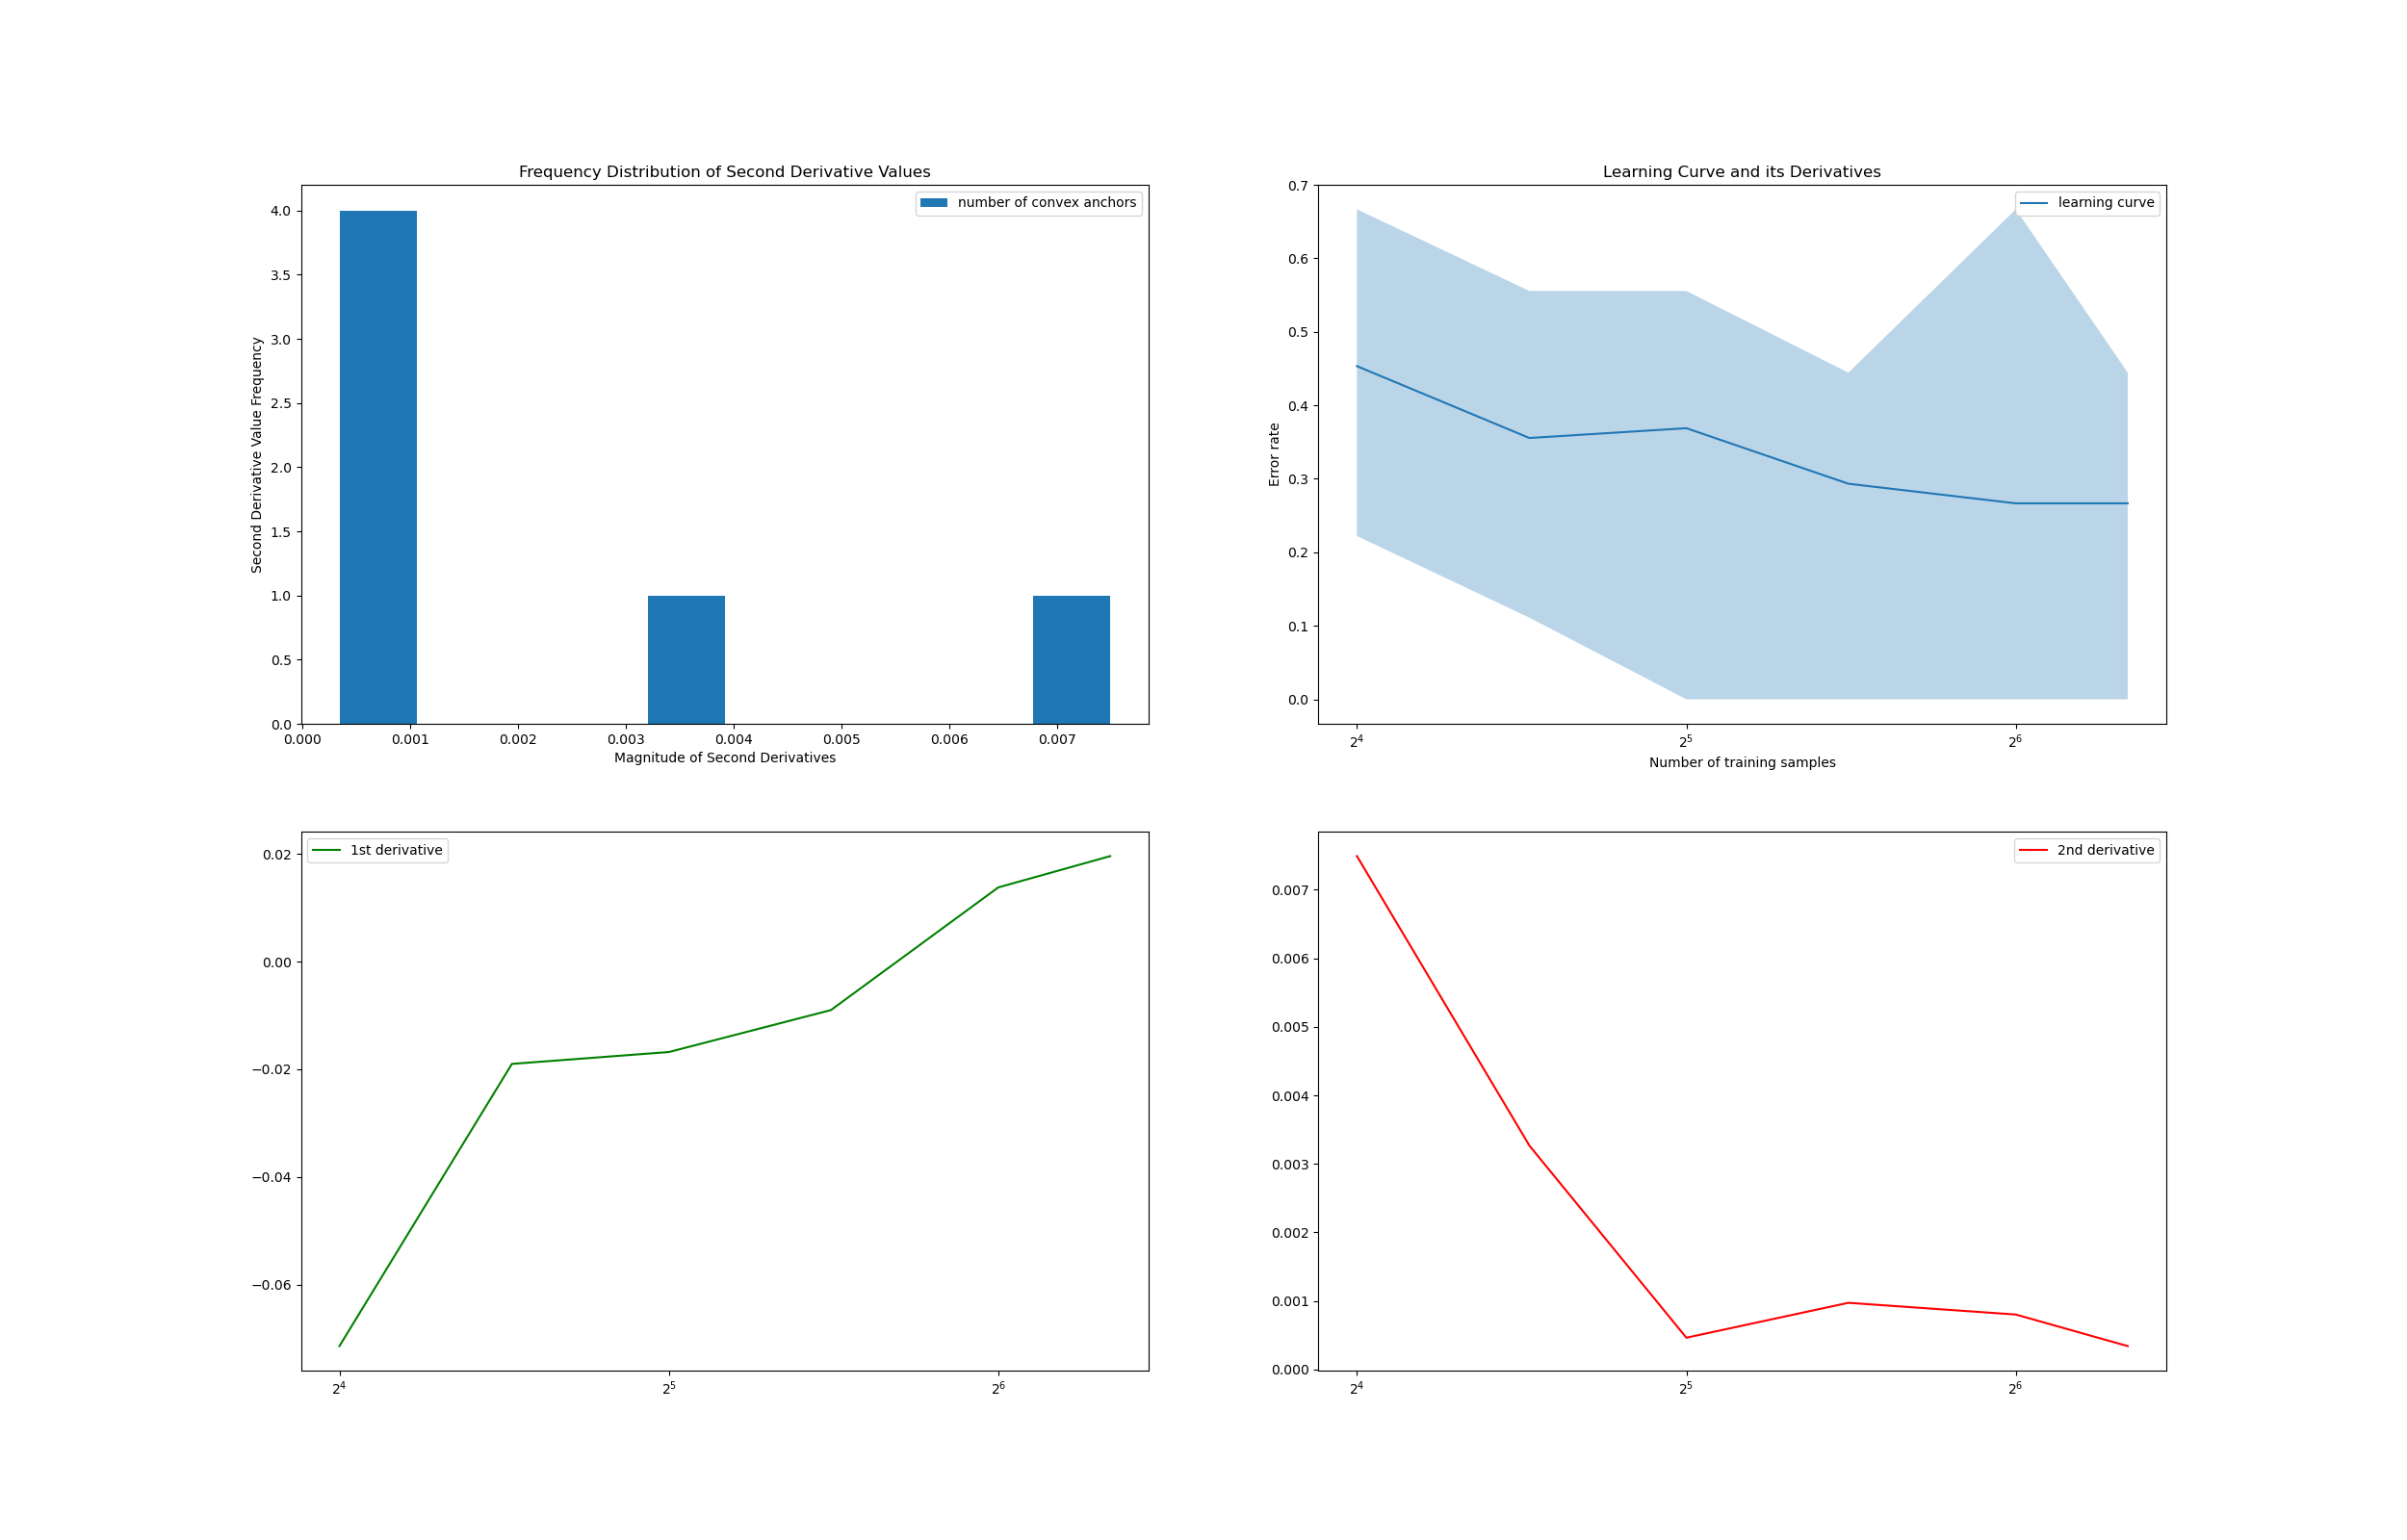 Frequency Distribution of Second Derivative Values
number of convex anchors
4.0
3.5
3.0
2.5
2.0
1.5
1.0
0.5
0.0
Second Derivative Value Frequency
0.000 0.001 0.002 0.003 0.004 0.005 0.006 0.007
Magnitude of Second Derivatives
Learning Curve and its Derivatives
learning curve
0.7
0.6
0.5
0.4
0.3
0.2
0.1
0.0
Error rate
2⁴ 2⁵ 2⁶
Number of training samples
1st derivative
0.02
0.00
−0.02
−0.04
−0.06
2⁴ 2⁵ 2⁶
2nd derivative
0.007
0.006
0.005
0.004
0.003
0.002
0.001
0.000
2⁴ 2⁵ 2⁶